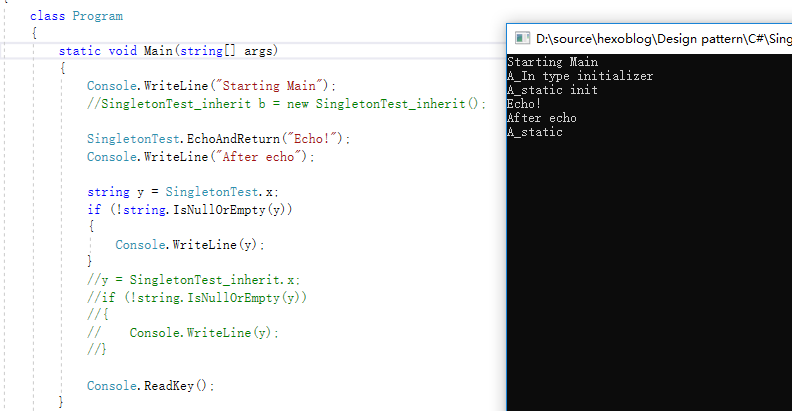 class Program
{
static void Main(string[] args)
{
Console.WriteLine("Starting Main");
//SingletonTest_inherit b = new SingletonTest_inherit();
SingletonTest.EchoAndReturn("Echo!");
Console.WriteLine("After echo");
string y = SingletonTest.x;
if (!string.IsNullOrEmpty(y))
{
Console.WriteLine(y);
}
//y = SingletonTest_inherit.x;
//if (!string.IsNullOrEmpty(y))
//{
//    Console.WriteLine(y);
//}
Console.ReadKey();
}
D:\source\hexoblog\Design pattern\C#\Sing
Starting Main
A_In type initializer
A_static init
Echo!
After echo
A_static